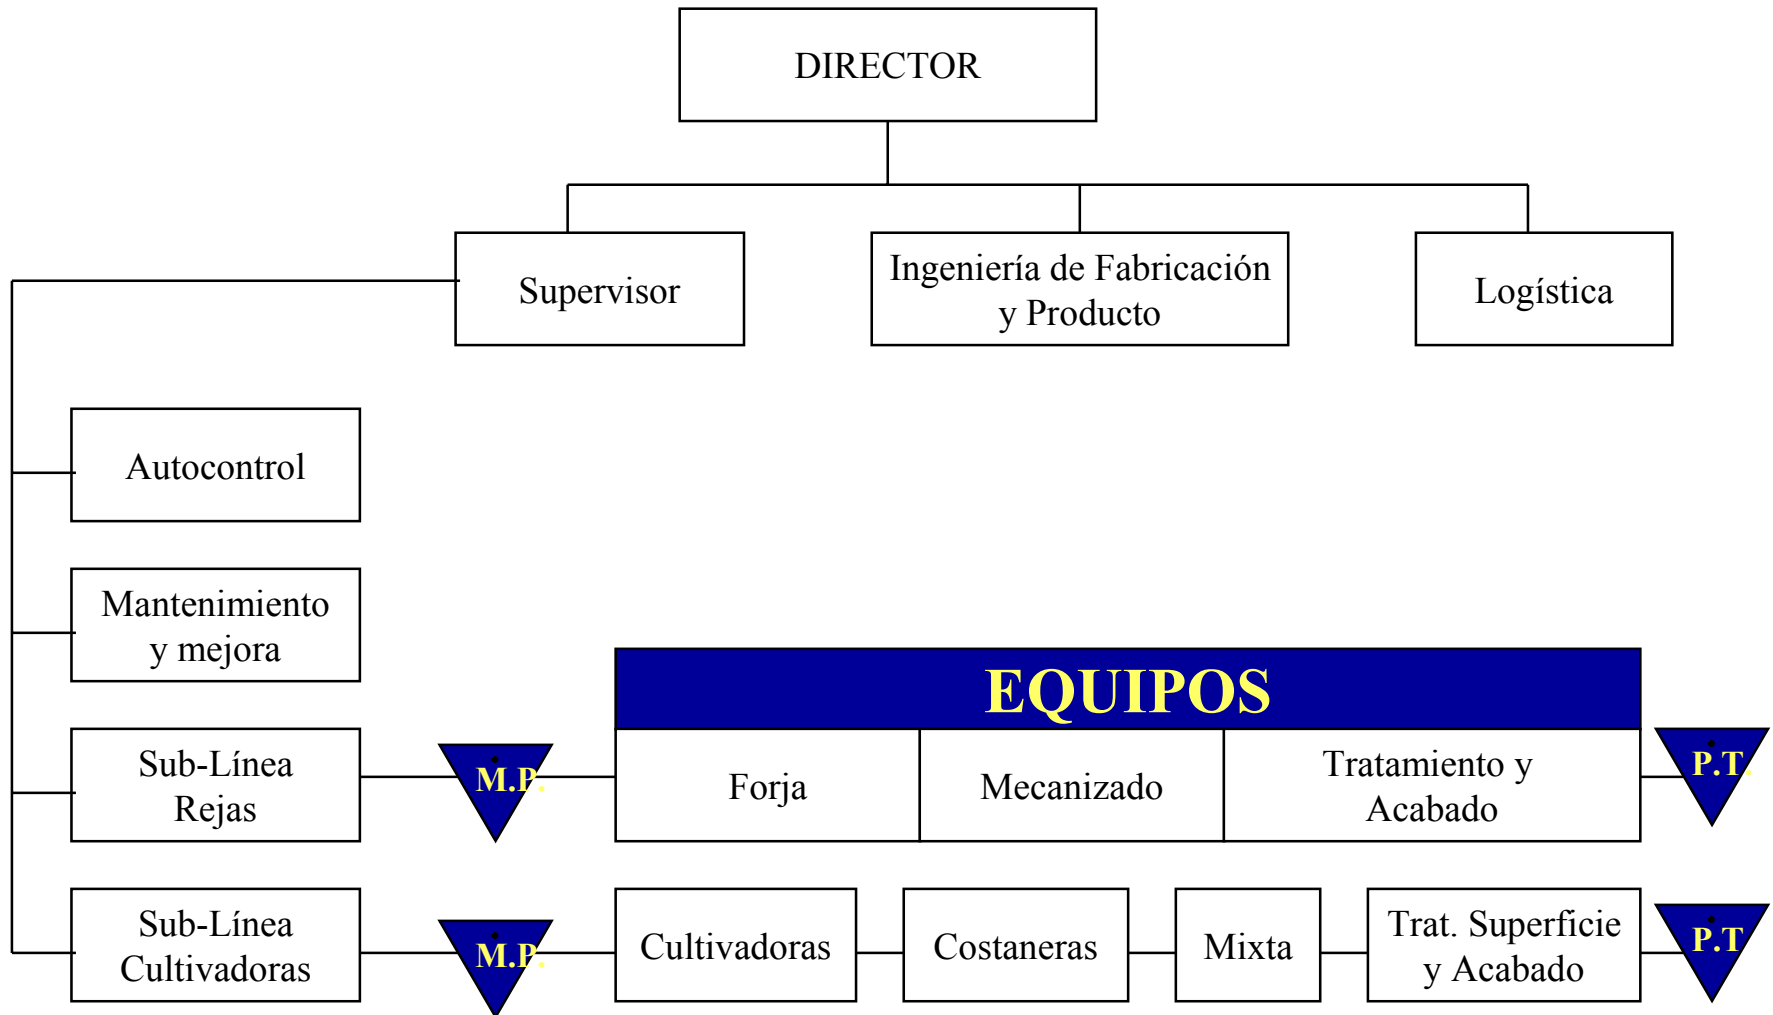 DIRECTOR
Supervisor
Ingeniería de Fabricación
y Producto
Logística
Autocontrol
Mantenimiento
y mejora
EQUIPOS
Sub-Línea
Rejas
M.P.
Forja
Mecanizado
Tratamiento y
Acabado
P.T.
Sub-Línea
Cultivadoras
M.P.
Cultivadoras
Costaneras
Mixta
Trat. Superficie
y Acabado
P.T